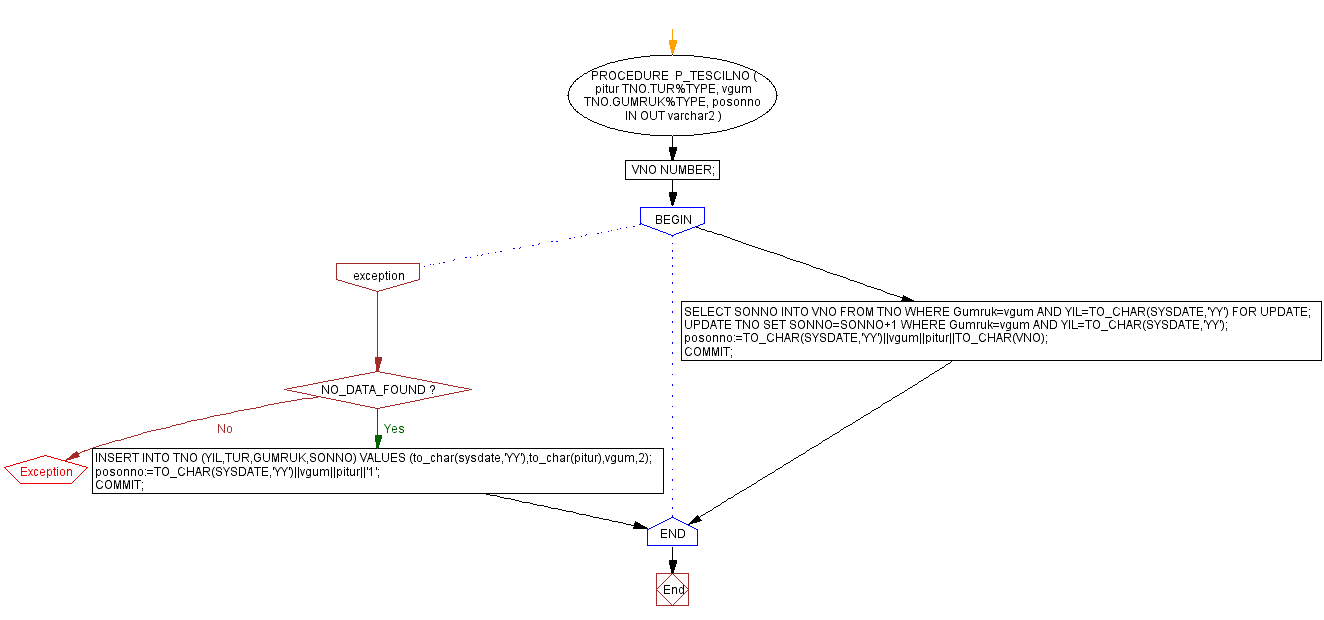 PROCEDURE P_TESCILNO (
pitur TNO.TUR%TYPE, vgum
TNO.GUMRUK%TYPE, posonno
IN OUT varchar2 )
VNO NUMBER;
BEGIN
exception
SELECT SONNO INTO VNO FROM TNO WHERE Gumruk=vgum AND YIL=TO_CHAR(SYSDATE,'YY') FOR UPDATE;
UPDATE TNO SET SONNO=SONNO+1 WHERE Gumruk=vgum AND YIL=TO_CHAR(SYSDATE,'YY');
posonno:=TO_CHAR(SYSDATE,'YY')||vgum||pitur||TO_CHAR(VNO);
COMMIT;
NO_DATA_FOUND ?
No
Yes
Exception
INSERT INTO TNO (YIL,TUR,GUMRUK,SONNO) VALUES (to_char(sysdate,'YY'),to_char(pitur),vgum,2);
posonno:=TO_CHAR(SYSDATE,'YY')||vgum||pitur||'1';
COMMIT;
END
End